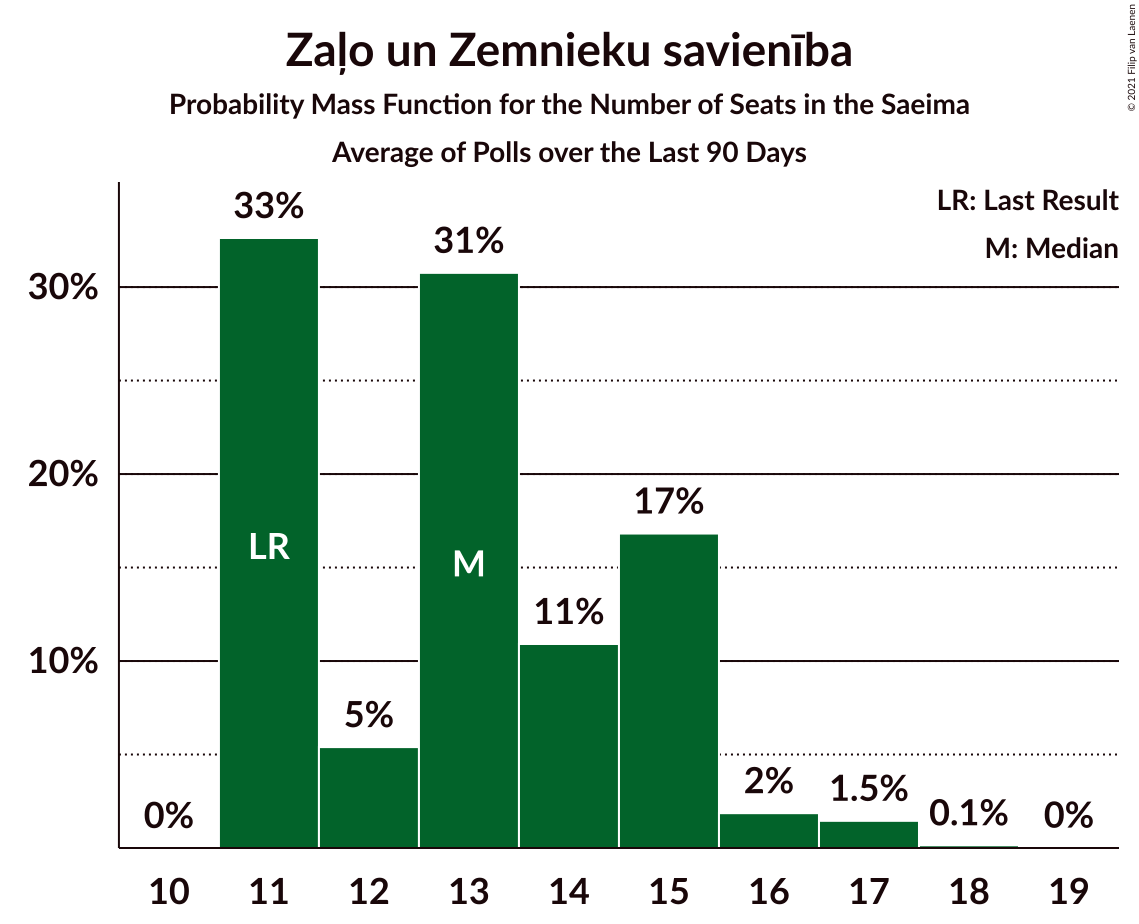 Zaļo un Zemnieku savienība
Probability Mass Function for the Number of Seats in the Saeima
Average of Polls over the Last 90 Days
© 2021 Filip van Laenen
LR: Last Result
M: Median
33%
31%
30%
20%
17%
LR
M
11%
10%
5%
2%
1.5%
0%
0.1%
0%
10 11 12 13 14 15 16 17 18 19